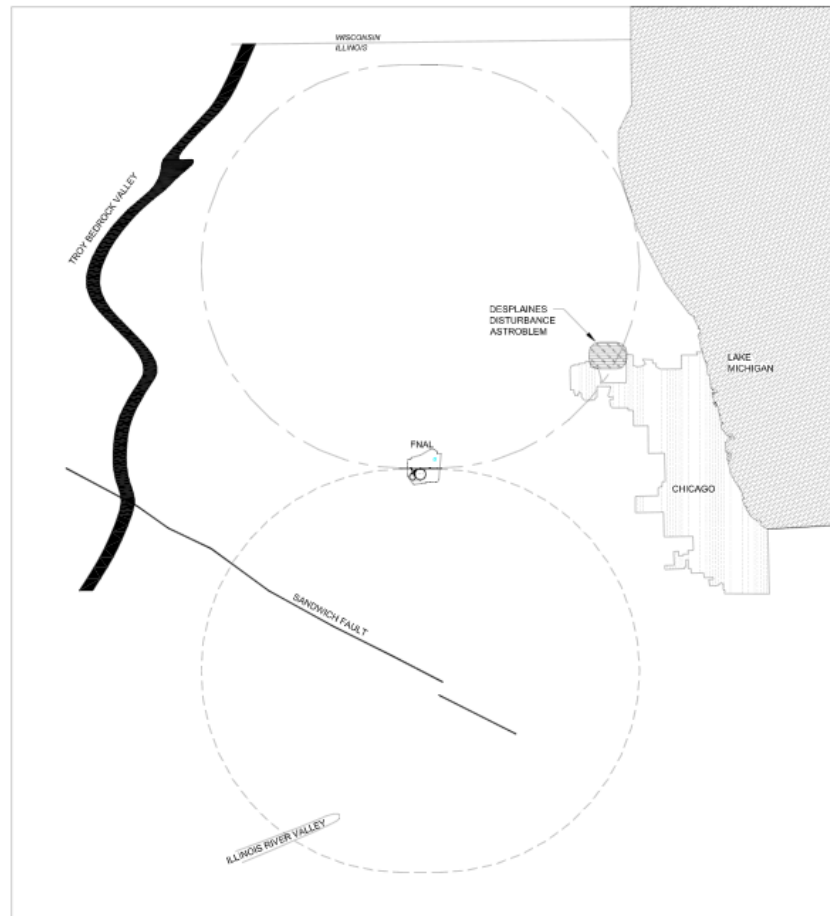 WISCONSIN
ILLINOIS
TROY BEDROCK VALLEY
DESPLAINES
DISTURBANCE
ASTROBLEM
LAKE
MICHIGAN
FNAL
CHICAGO
SANDWICH FAULT
ILLINOIS RIVER VALLEY